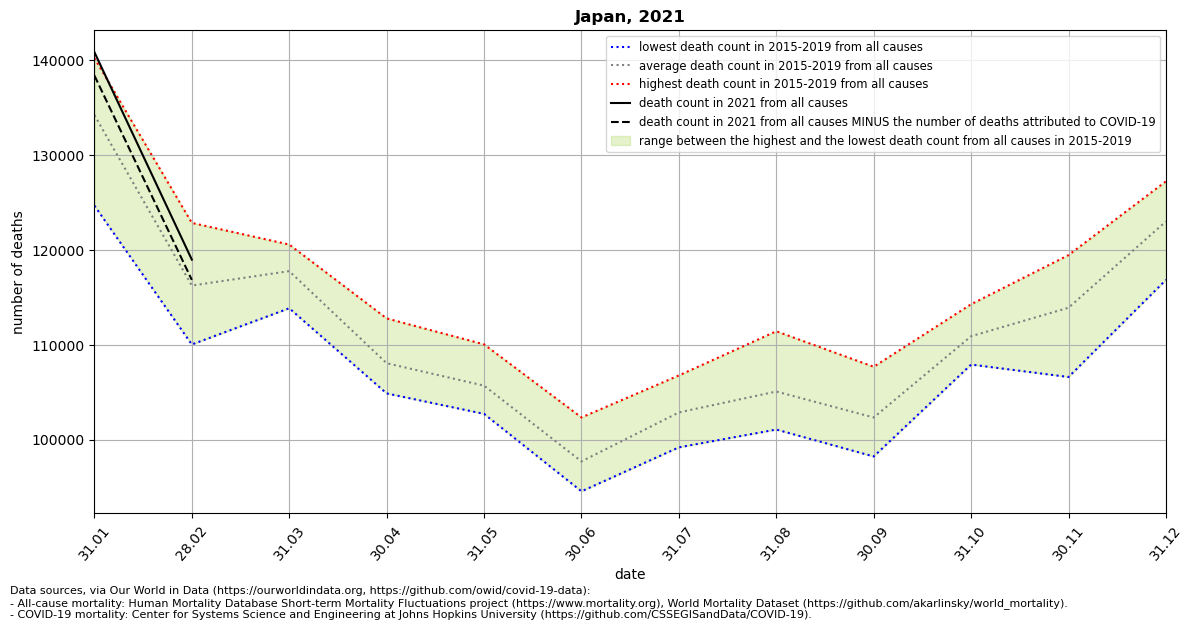 Japan, 2021
lowest death count in 2015-2019 from all causes
average death count in 2015-2019 from all causes
highest death count in 2015-2019 from all causes
death count in 2021 from all causes
death count in 2021 from all causes MINUS the number of deaths attributed to COVID-19
range between the highest and the lowest death count from all causes in 2015-2019
number of deaths
140000
130000
120000
110000
100000
31.01
28.02
31.03
30.04
31.05
30.06
31.07
31.08
30.09
31.10
30.11
31.12
date
Data sources, via Our World in Data (https://ourworldindata.org, https://github.com/owid/covid-19-data):
- All-cause mortality: Human Mortality Database Short-term Mortality Fluctuations project (https://www.mortality.org), World Mortality Dataset (https://github.com/akarlinsky/world_mortality).
- COVID-19 mortality: Center for Systems Science and Engineering at Johns Hopkins University (https://github.com/CSSEGISandData/COVID-19).